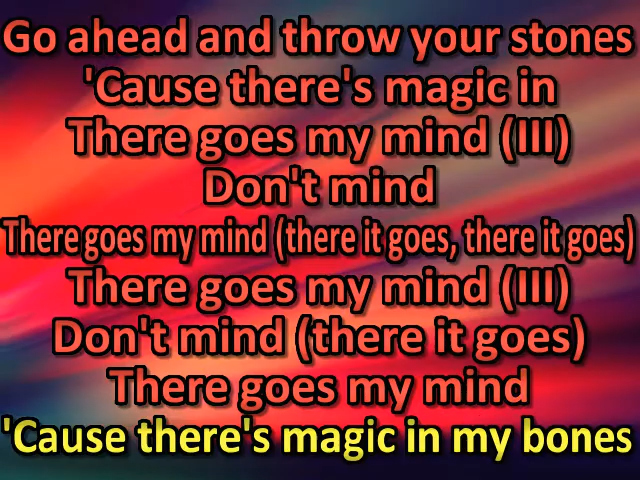 Go ahead and throw your stones
'Cause there's magic in
There goes my mind (III)
Don't mind
There goes my mind (there it goes, there it goes)
There goes my mind (III)
Don't mind (there it goes)
There goes my mind
'Cause there's magic in my bones